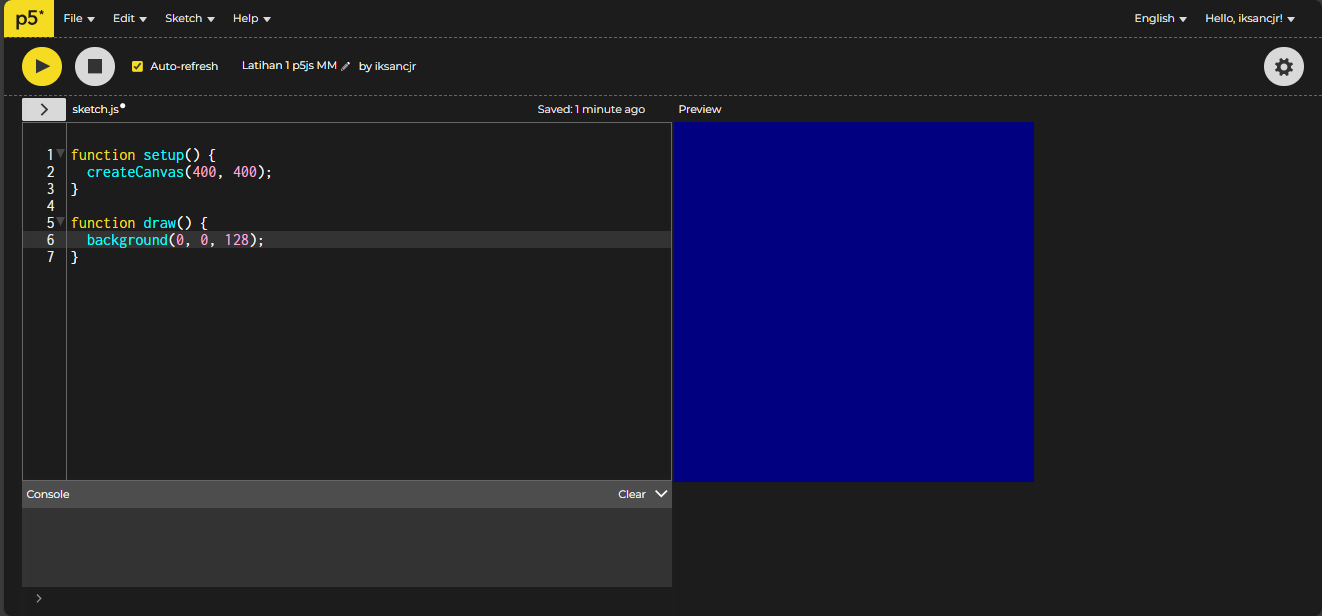 p5* File Edit Sketch Help English Hello, iksancjr!
Auto-refresh Latihan 1 p5js MM by iksancjr
> sketch.js• Saved: 1 minute ago Preview
1 function setup() {
2   createCanvas(400, 400);
3 }
4
5 function draw() {
6   background(0, 0, 128);
7 }
Console Clear
>